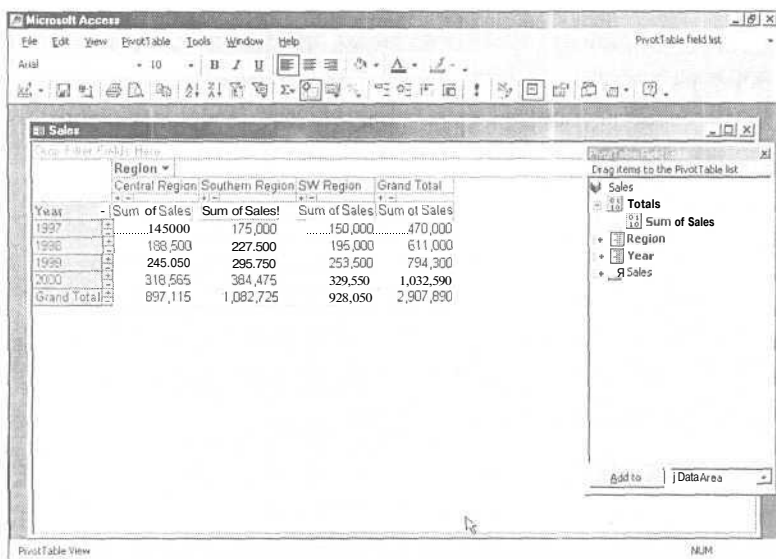 Microsoft Access
File Edit View PivotTable Tools Window Help PivotTable field list
Arial 10 B I U A
Sales
Drop Filter Fields Here
Region
Central Region Southern Region SW Region Grand Total
Year Sum of Sales Sum of Sales! Sum of Sales Sum of Sales
1997 145000 175,000 150,000 470,000
1998 188,500 227.500 195,000 611,000
1999 245.050 295.750 253,500 794,300
2000 318,565 384,475 329,550 1,032,590
Grand Total 897,115 1,082,725 928,050 2,907,890
Drag items to the PivotTable list
Sales
Totals
Sum of Sales
Region
Year
Я Sales
Add to j Data Area
PivotTable View NUM